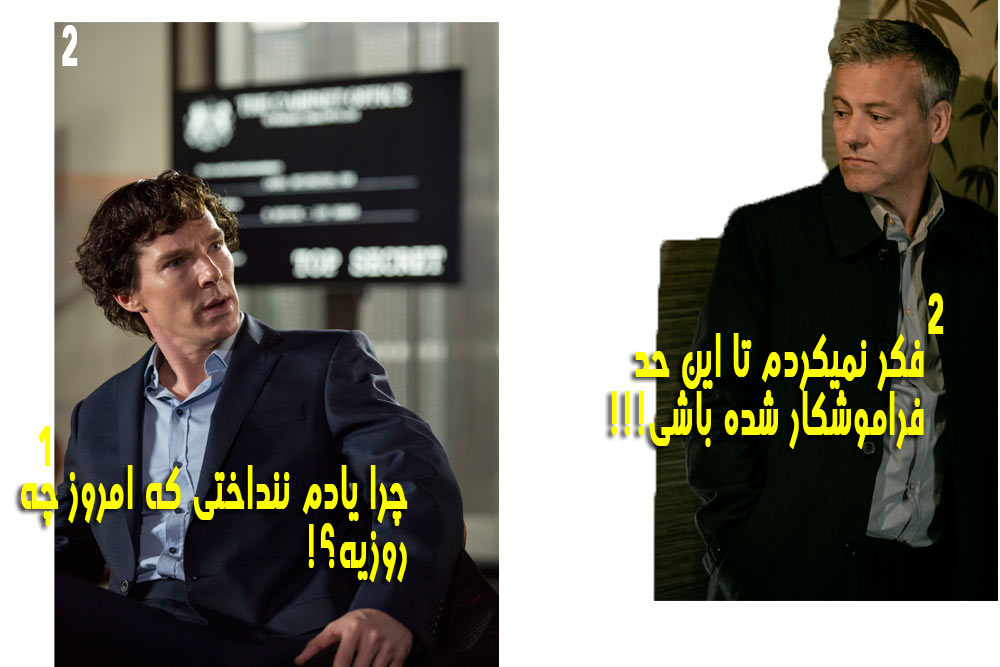 2
THE CABINET OFFICE
TOP SECRET
1
چرا یادم ننداختی که امروز چه
روزیه؟!
2
فکر نمیکردم تا این حد
فراموشکار شده باشی!!!